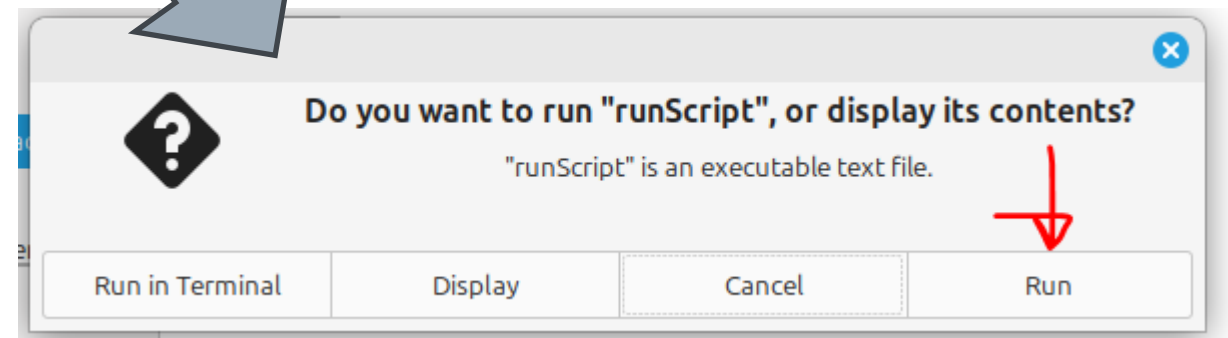 Do you want to run "runScript", or display its contents?
"runScript" is an executable text file.
Run in Terminal
Display
Cancel
Run